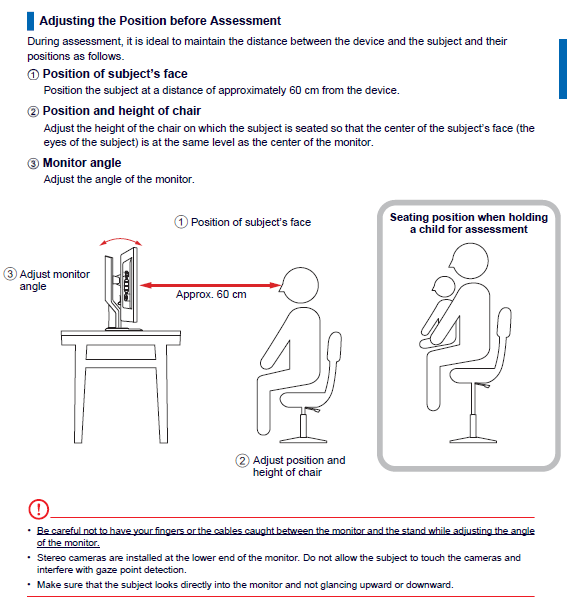 Adjusting the Position before Assessment
During assessment, it is ideal to maintain the distance between the device and the subject and their
positions as follows.
① Position of subject's face
Position the subject at a distance of approximately 60 cm from the device.
② Position and height of chair
Adjust the height of the chair on which the subject is seated so that the center of the subject's face (the
eyes of the subject) is at the same level as the center of the monitor.
③ Monitor angle
Adjust the angle of the monitor.
① Position of subject's face
③ Adjust monitor
angle
Approx. 60 cm
② Adjust position and
height of chair
Seating position when holding
a child for assessment
• Be careful not to have your fingers or the cables caught between the monitor and the stand while adjusting the angle
of the monitor.
• Stereo cameras are installed at the lower end of the monitor. Do not allow the subject to touch the cameras and
interfere with gaze point detection.
• Make sure that the subject looks directly into the monitor and not glancing upward or downward.